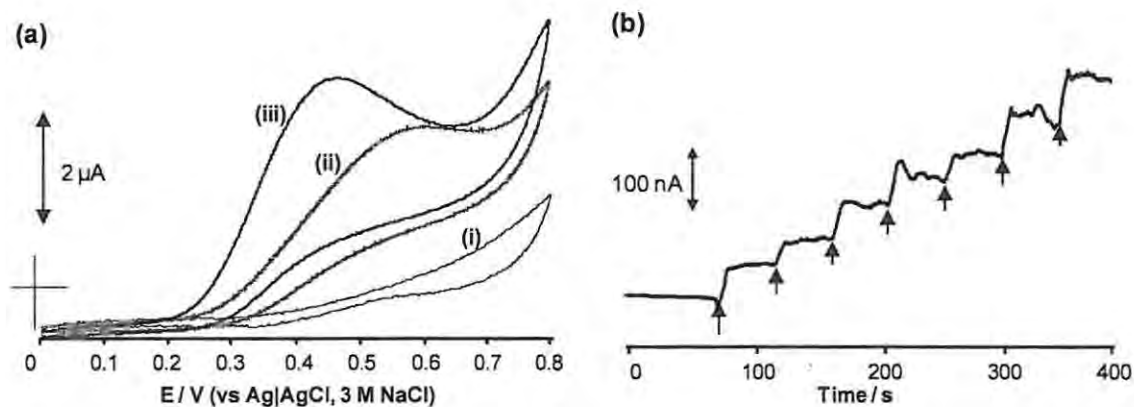 (a)
(b)
(iii)
(ii)
(i)
2 µA
100 nA
0 0.1 0.2 0.3 0.4 0.5 0.6 0.7 0.8
E / V (vs Ag|AgCl, 3 M NaCl)
0 100 200 300 400
Time / s